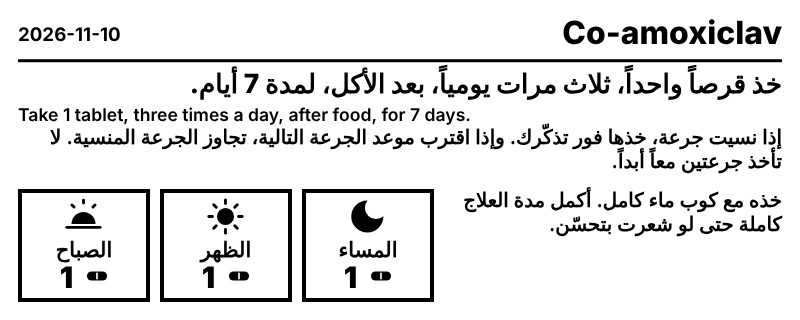 Co-amoxiclav
2026-11-10
خذ قرصاً واحداً، ثلاث مرات يومياً، بعد الأكل، لمدة 7 أيام.
Take 1 tablet, three times a day, after food, for 7 days.
إذا نسيت جرعة، خذها فور تذكّرك. وإذا اقترب موعد الجرعة التالية، تجاوز الجرعة المنسية. لا
تأخذ جرعتين معاً أبداً.
خذه مع كوب ماء كامل. أكمل مدة العلاج
كاملة حتى لو شعرت بتحسّن.
المساء
1
الظهر
1
الصباح
1